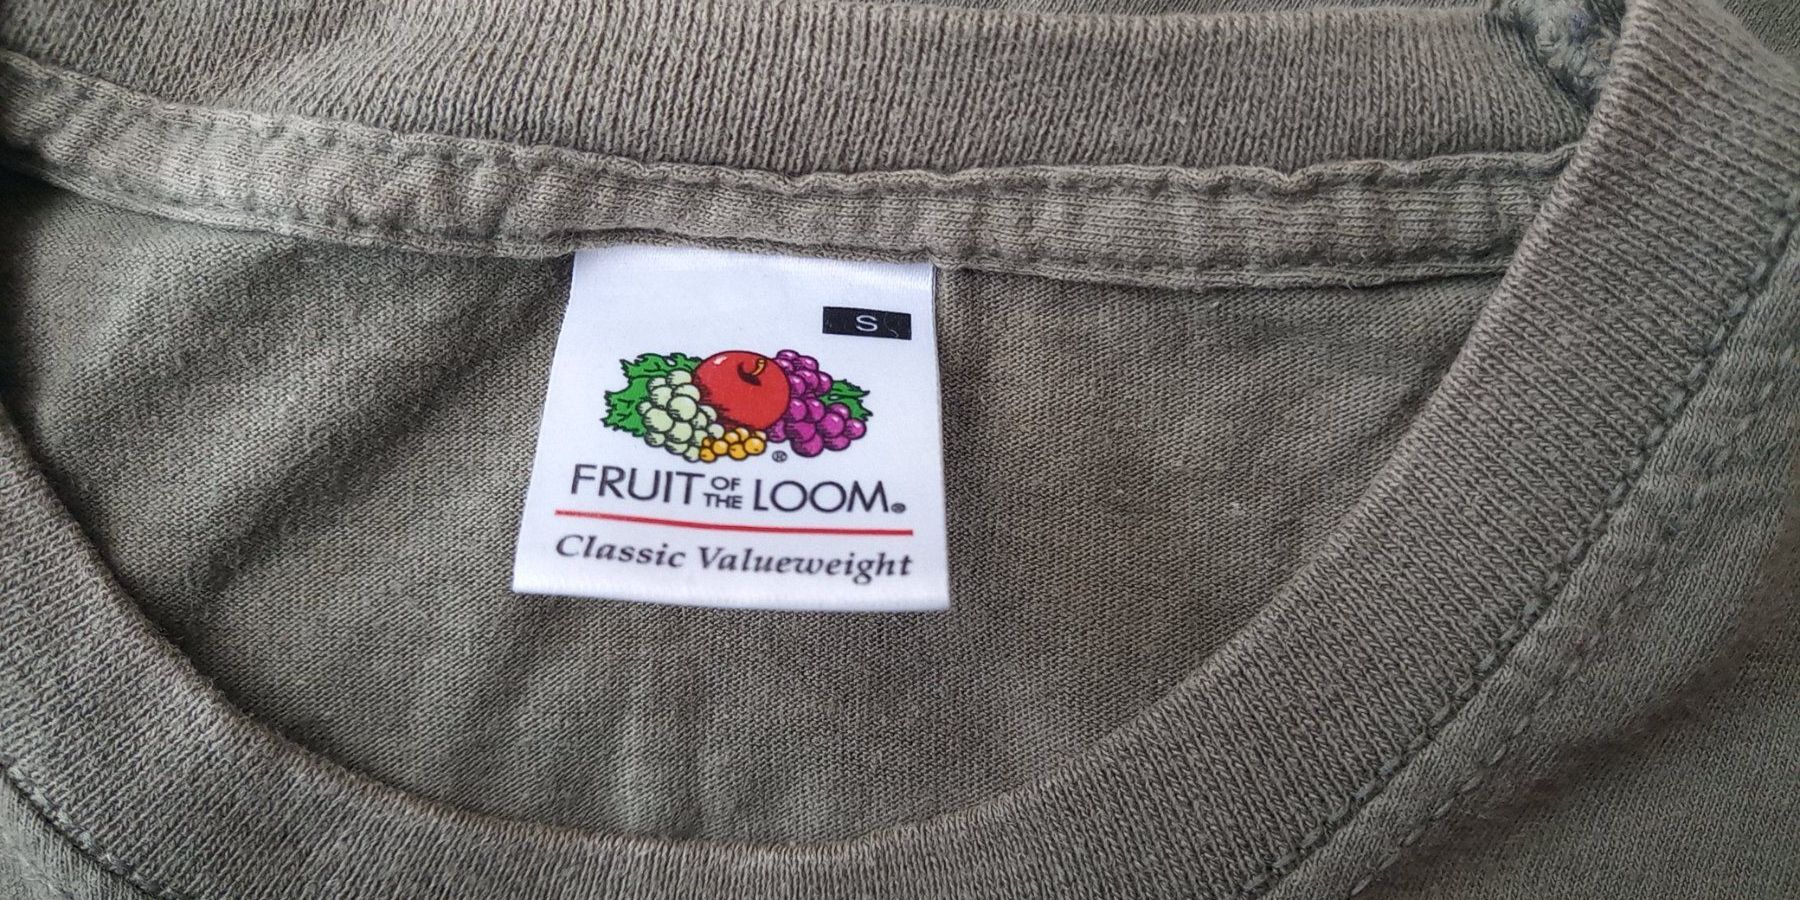 S
®
FRUIT OF THE LOOM®
Classic Valueweight